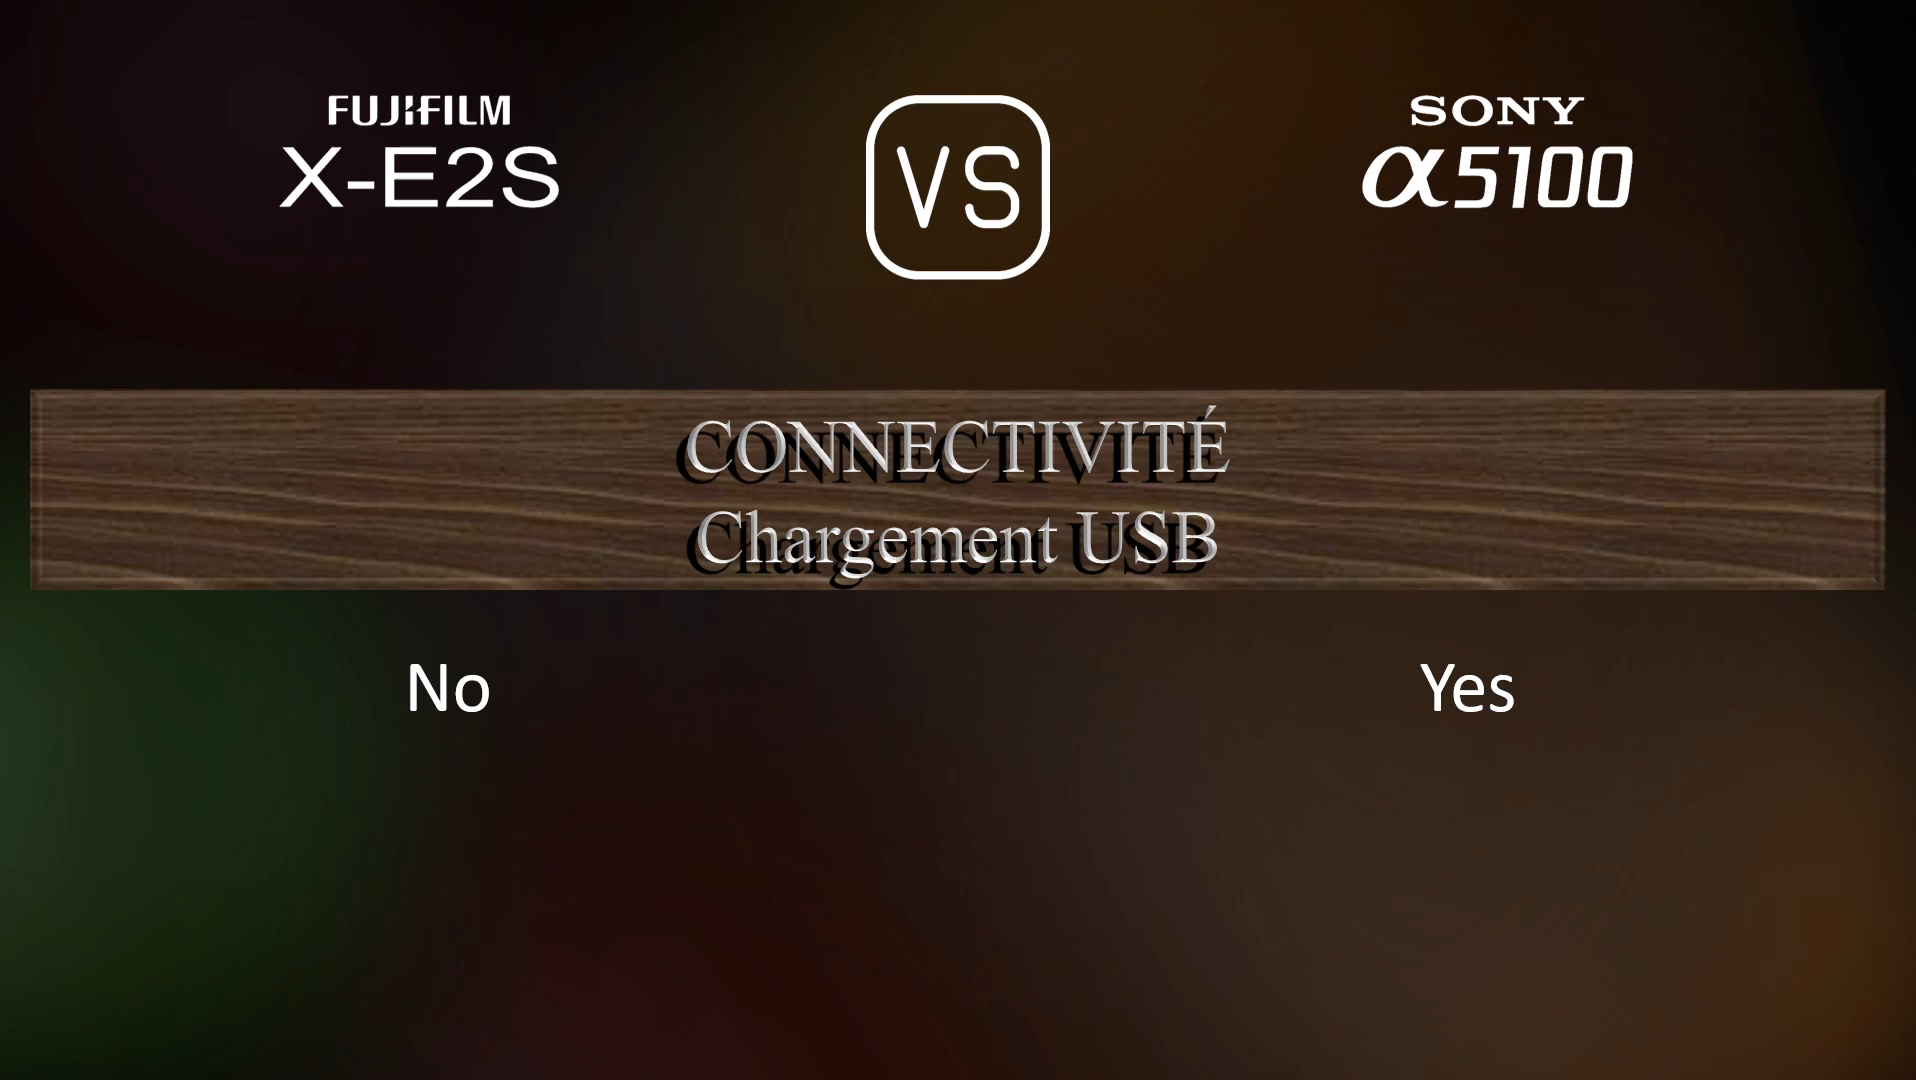 FUJIFILM
X-E2S
VS
SONY
α5100
CONNECTIVITÉ
Chargement USB
No
Yes